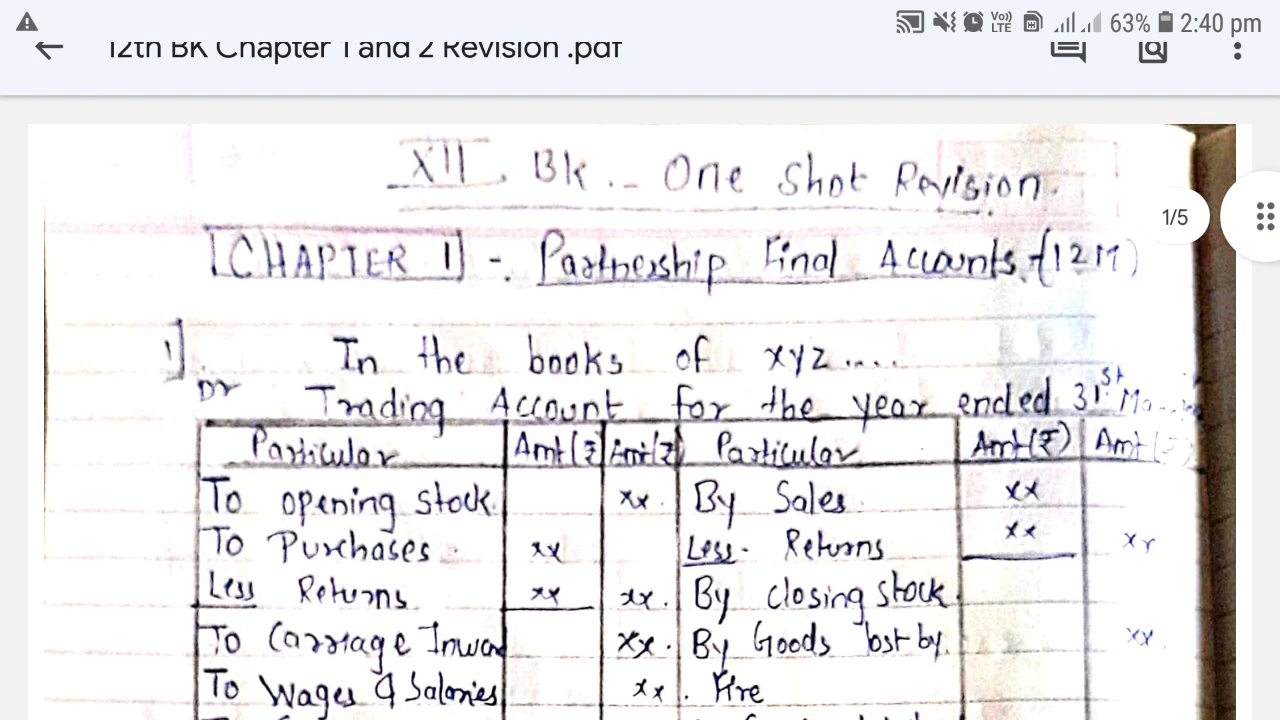 Vo)) LTE 63% 2:40 pm
12th BK Chapter 1 and 2 Revision .pdf
XII. Bk.- One Shot Revision.
1/5
CHAPTER 1 - Partnership Final Accounts -(12M)
1] In the books of xyz....
Dr Trading Account for the year ended 31st
Particular Amt(₹) Amt(₹) Particular Amt(₹) Amt(₹)
To opening stock xx. By Sales xx
To Purchases xx Less- Returns xx xx
Less Returns xx xx. By closing stock
To Carriage Inward xx. By Goods lost by xx
To Wages & Salaries xx. Fire